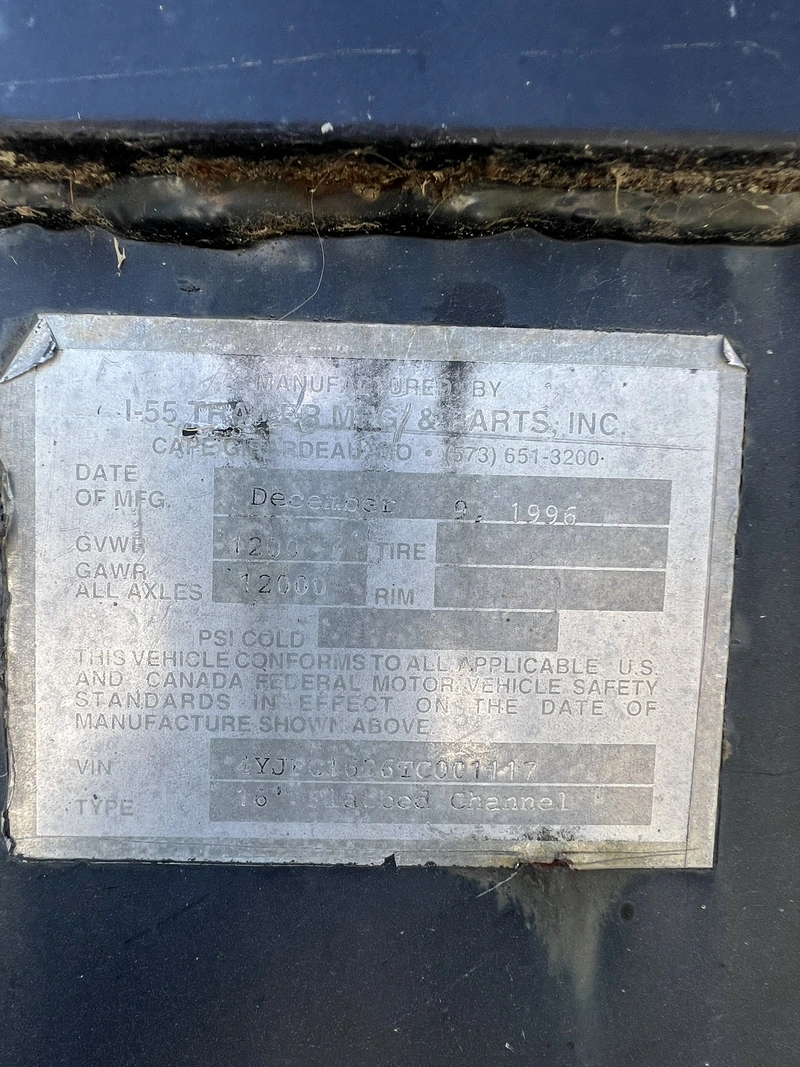 MANUFACTURED BY
I-55 TRAILER MFG. & PARTS, INC
CAPE GIRARDEAU, MO • (573) 651-3200
DATE
OF MFG. December 9, 1996
GVWR TIRE
GAWR
ALL AXLES 12000 RIM
PSI COLD
THIS VEHICLE CONFORMS TO ALL APPLICABLE U.S.
AND CANADA FEDERAL MOTOR VEHICLE SAFETY
STANDARDS IN EFFECT ON THE DATE OF
MANUFACTURE SHOWN ABOVE
VIN
TYPE 16' Channel